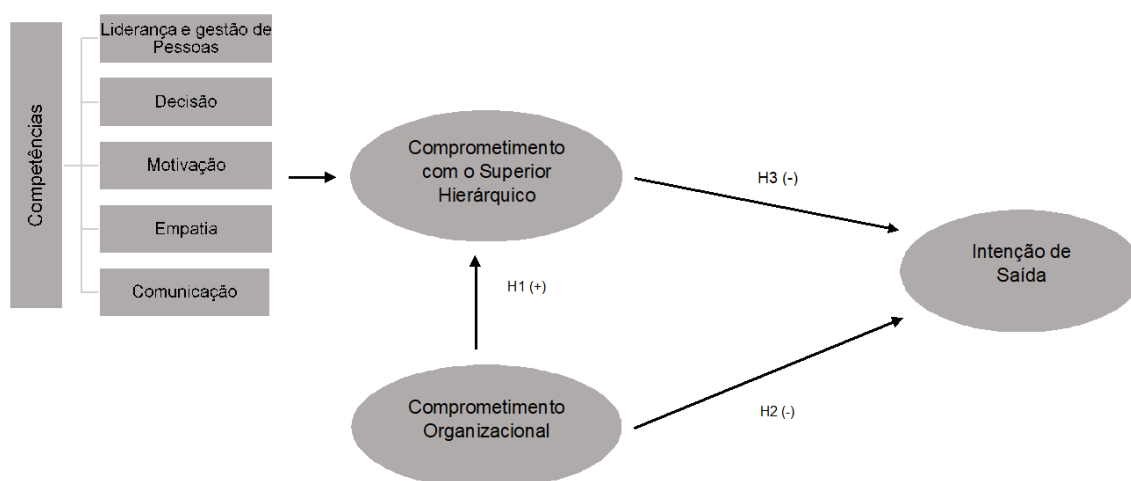 Competências
Liderança e gestão de
Pessoas
Decisão
Motivação
Empatia
Comunicação
Comprometimento
com o Superior
Hierárquico
H3 (-)
Intenção de
Saída
H1 (+)
Comprometimento
Organizacional
H2 (-)